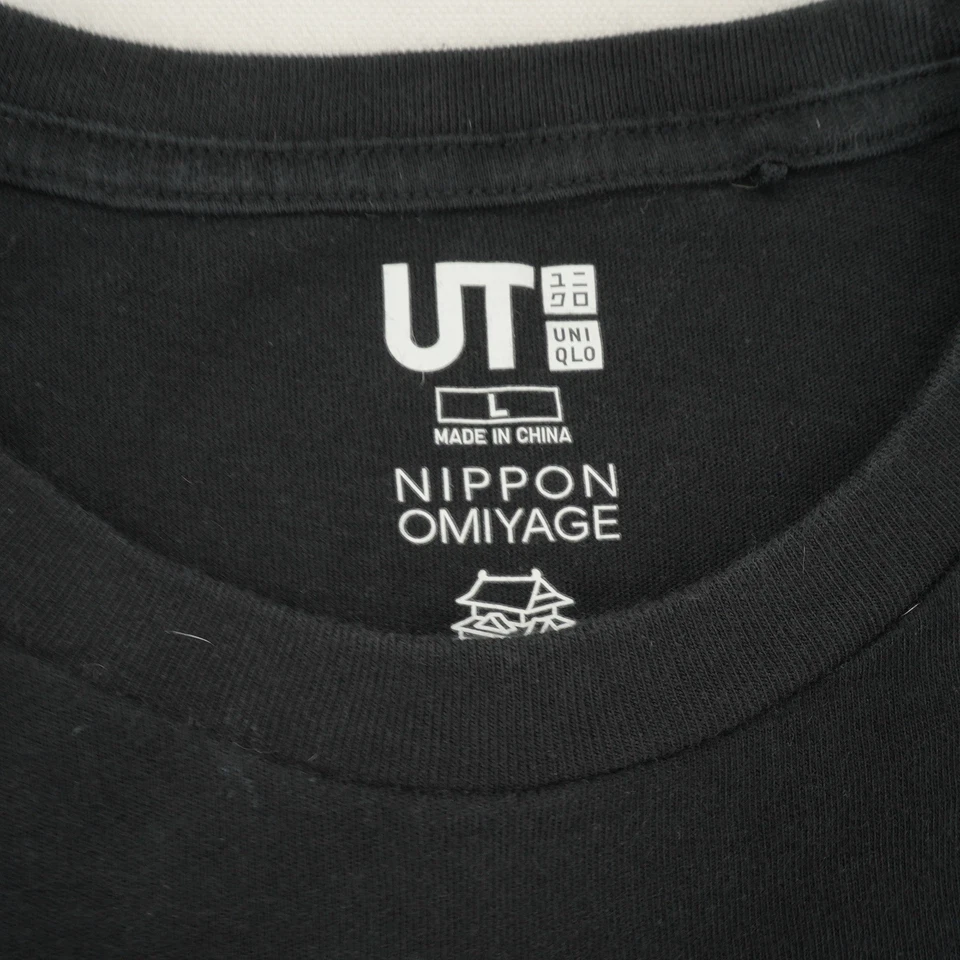 UT
ユニ
クロ
UNI
QLO
L
MADE IN CHINA
NIPPON
OMIYAGE